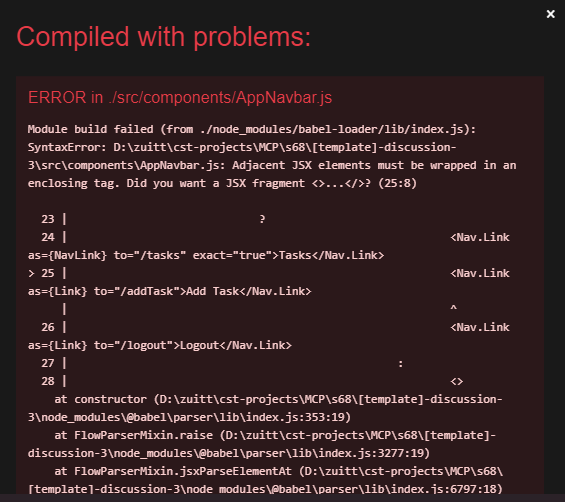 ×
Compiled with problems:
ERROR in ./src/components/AppNavbar.js
Module build failed (from ./node_modules/babel-loader/lib/index.js):
SyntaxError: D:\zuitt\cst-projects\MCP\s68\[template]-discussion-
3\src\components\AppNavbar.js: Adjacent JSX elements must be wrapped in an
enclosing tag. Did you want a JSX fragment <>...</>? (25:8)
23 | ?
24 | <Nav.Link
as={NavLink} to="/tasks" exact="true">Tasks</Nav.Link>
> 25 | <Nav.Link
as={Link} to="/addTask">Add Task</Nav.Link>
| ^
26 | <Nav.Link
as={Link} to="/logout">Logout</Nav.Link>
27 | :
28 | <>
at constructor (D:\zuitt\cst-projects\MCP\s68\[template]-discussion-
3\node_modules\@babel\parser\lib\index.js:353:19)
at FlowParserMixin.raise (D:\zuitt\cst-projects\MCP\s68\[template]-
discussion-3\node_modules\@babel\parser\lib\index.js:3277:19)
at FlowParserMixin.jsxParseElementAt (D:\zuitt\cst-projects\MCP\s68\
[template]-discussion-3\node_modules\@babel\parser\lib\index.js:6797:18)